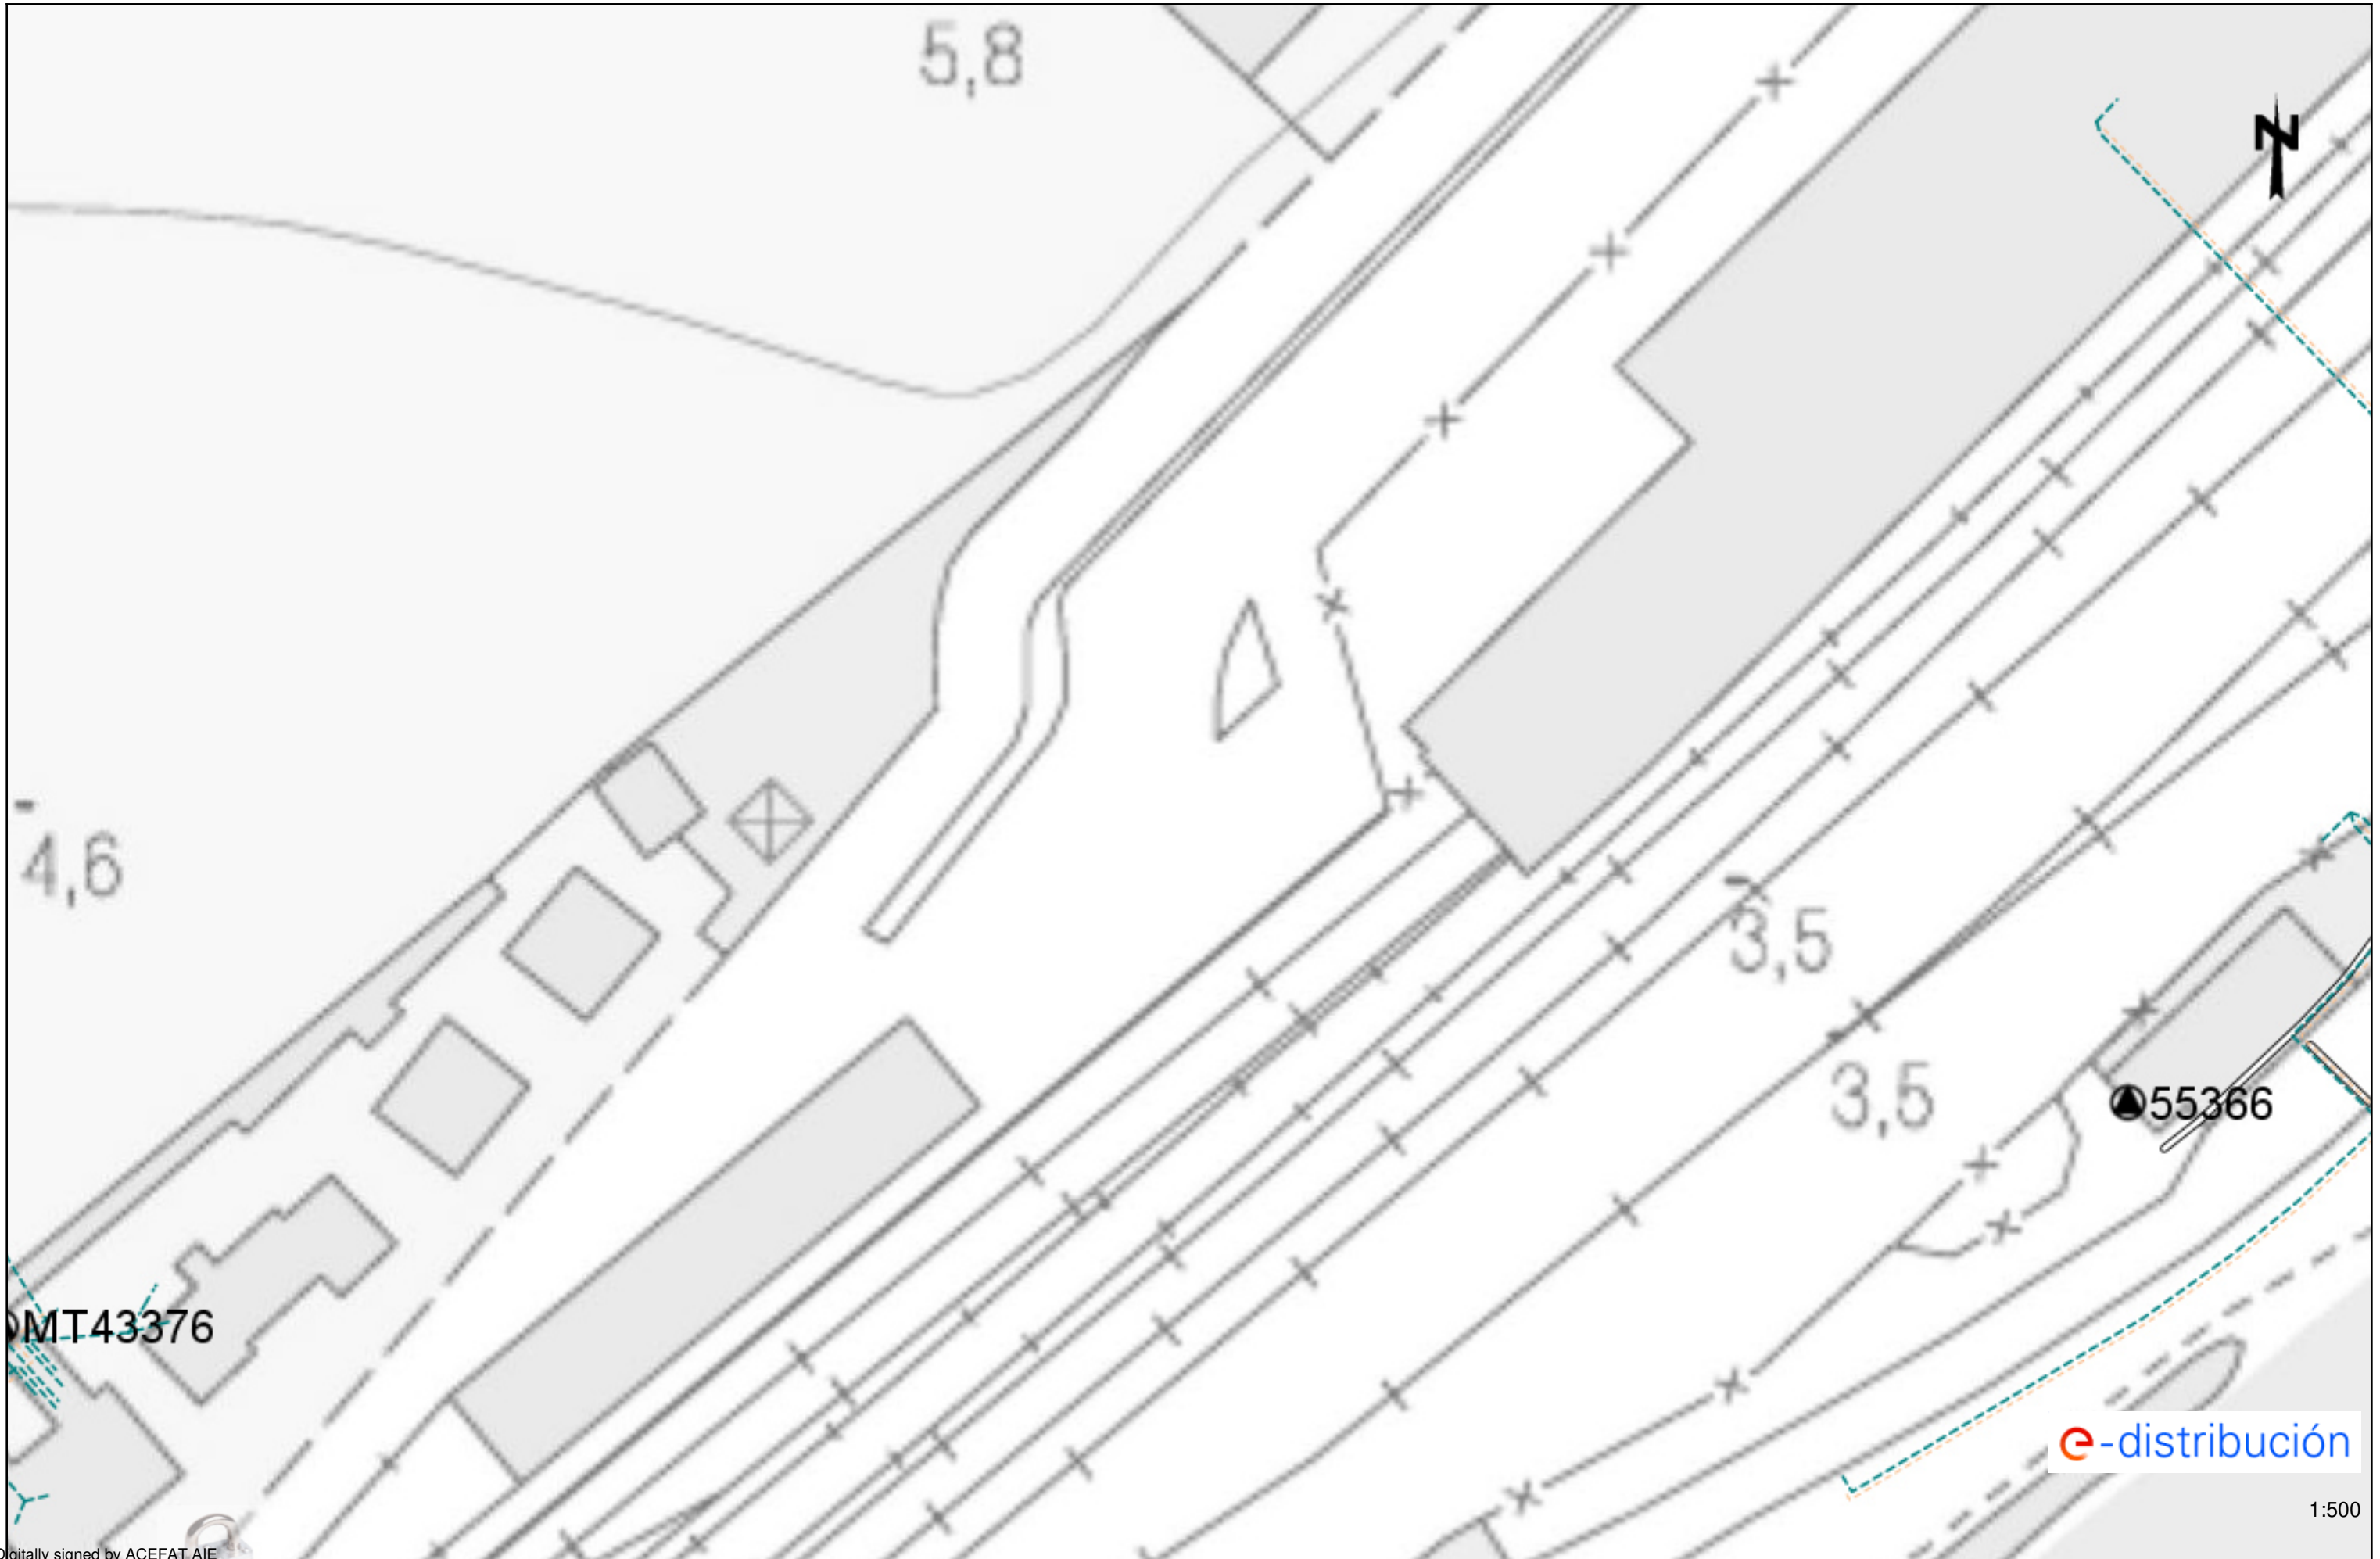 5,8
N
4,6
3,5
3,5
55366
MT43376
e-distribución
1:500
Digitally signed by ACEFAT AIE